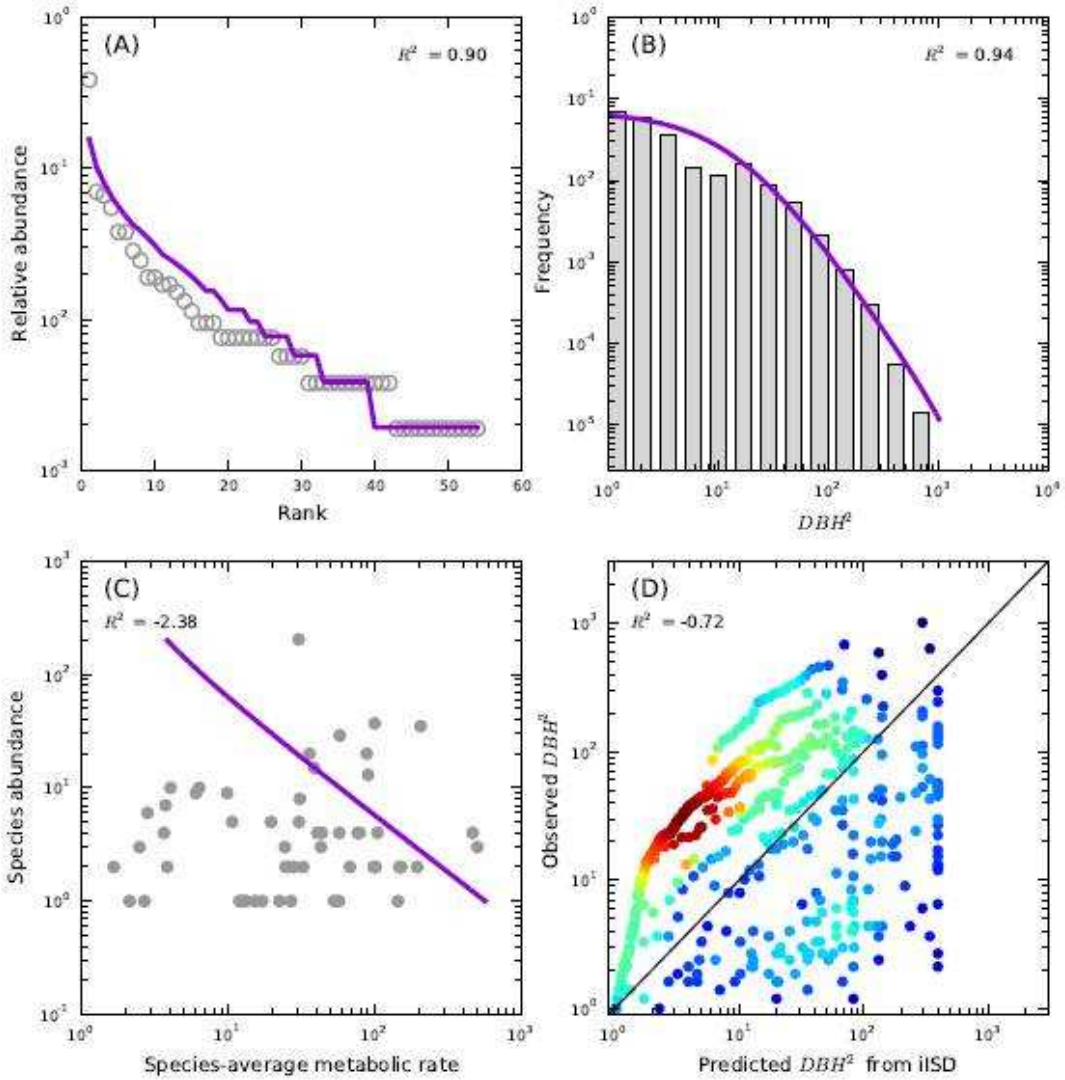 (A)
R² = 0.90
10⁰
10⁻¹
10⁻²
10⁻³
0 10 20 30 40 50 60
Relative abundance
Rank
(B)
R² = 0.94
10⁰
10⁻¹
10⁻²
10⁻³
10⁻⁴
10⁻⁵
10⁰ 10¹ 10² 10³ 10⁴
Frequency
DBH²
(C)
R² = -2.38
10³
10²
10¹
10⁰
10⁻¹
10⁰ 10¹ 10² 10³
Species abundance
Species-average metabolic rate
(D)
R² = -0.72
10³
10²
10¹
10⁰
10⁰ 10¹ 10² 10³
Observed DBH²
Predicted DBH² from iISD